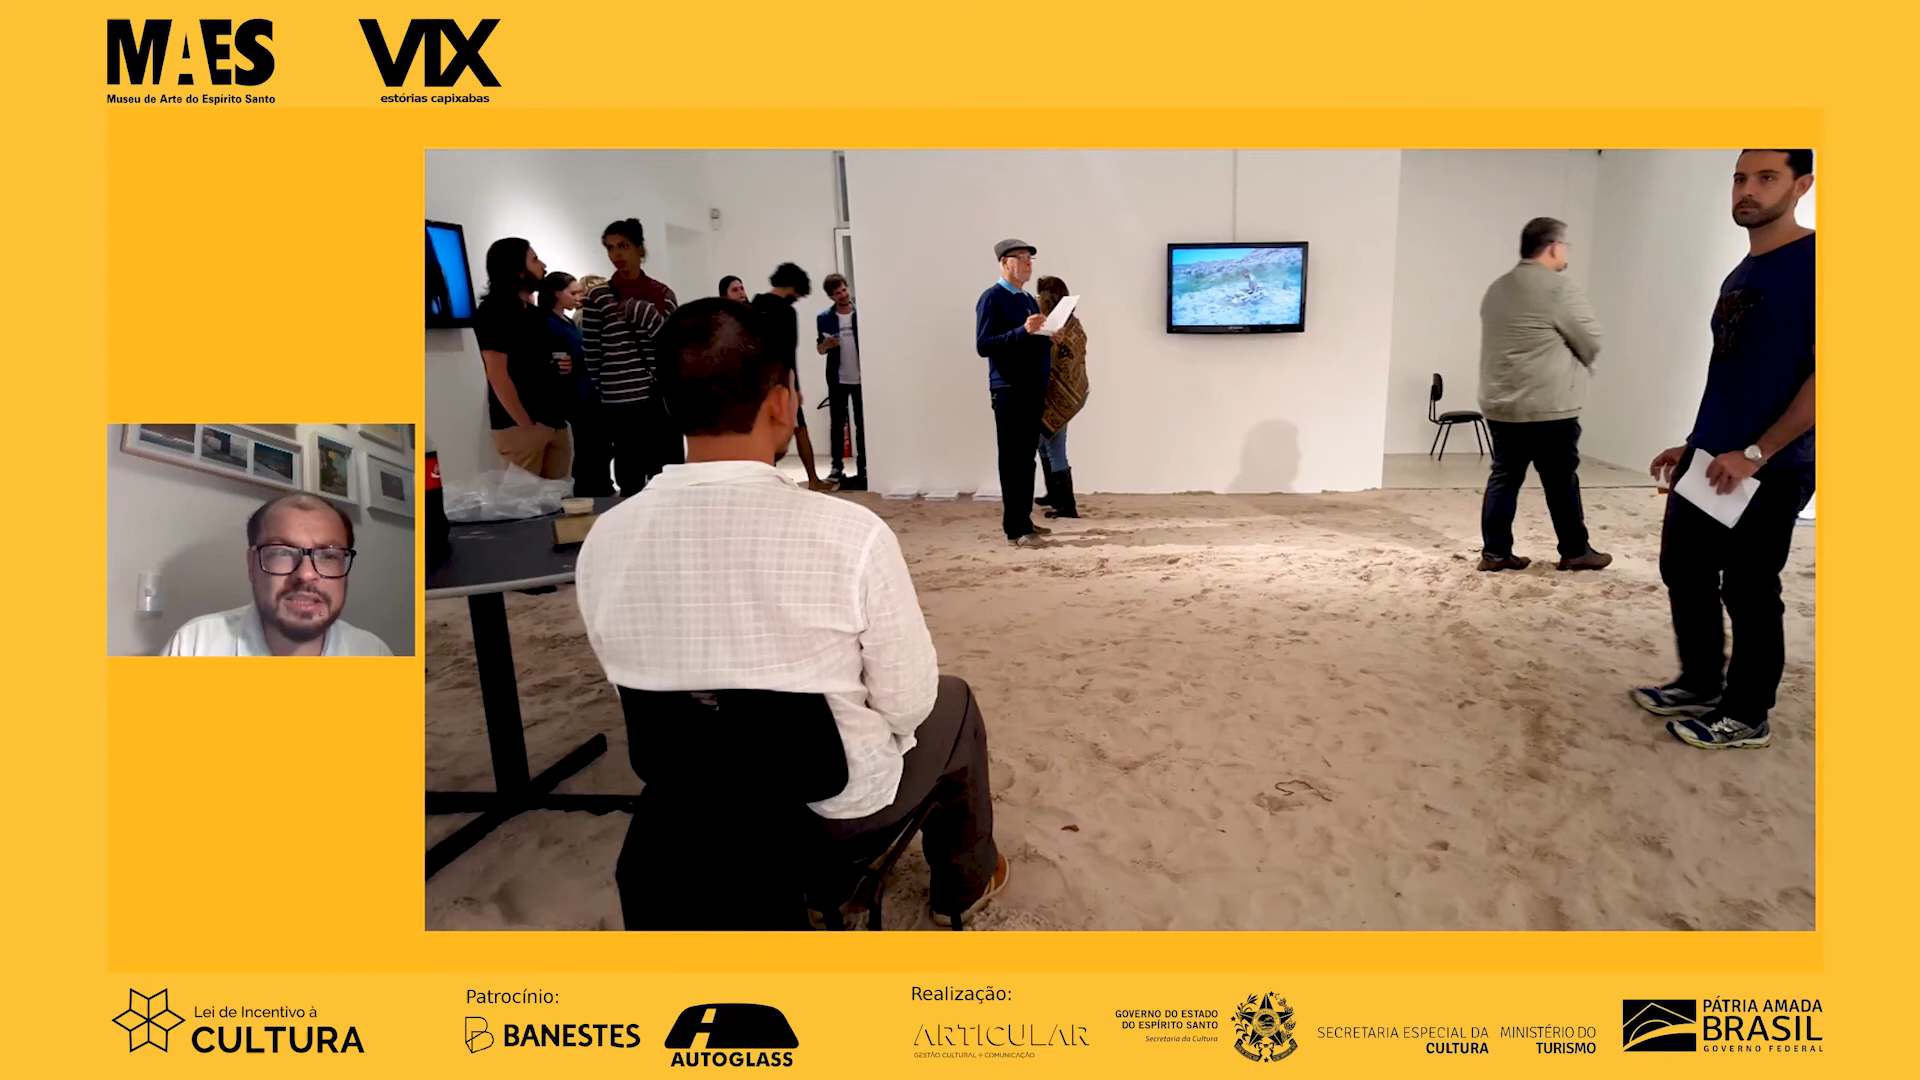 MAES
Museu de Arte do Espírito Santo
VIX
estórias capixabas
Lei de Incentivo à
CULTURA
Patrocínio:
BANESTES
AUTOGLASS
Realização:
ARTICULAR
GESTÃO CULTURAL + COMUNICAÇÃO
GOVERNO DO ESTADO
DO ESPÍRITO SANTO
Secretaria da Cultura
SECRETARIA ESPECIAL DA
CULTURA
MINISTÉRIO DO
TURISMO
PÁTRIA AMADA
BRASIL
GOVERNO FEDERAL